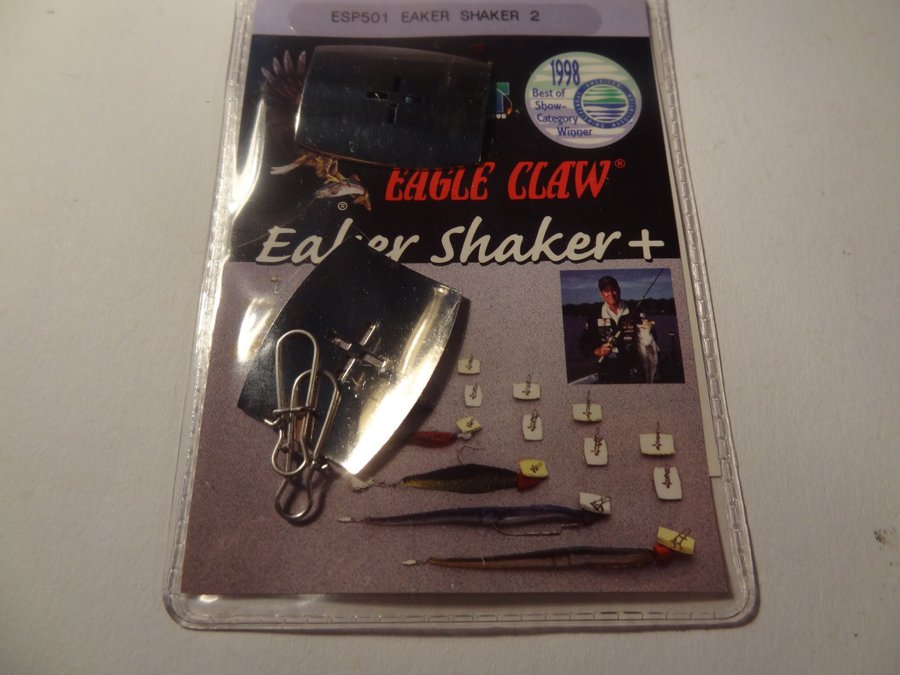 ESP501 EAKER SHAKER 2
1998
Best of
Show-
Category
Winner
EAGLE CLAW®
®
Eaker Shaker+